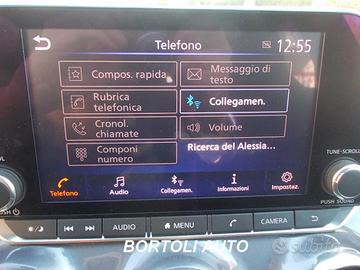 Telefono 12:55
Compos. rapida
Messaggio di
testo
Rubrica
telefonica
Collegamen.
Cronol.
chiamate
Volume
Componi
numero
Ricerca del Alessia...
Telefono
Audio
Collegamen.
Informazioni
Impostaz.
TUNE·SCROLL
PUSH
AUDIO
MENU
CAMERA
BORTOLI AUTO
subito